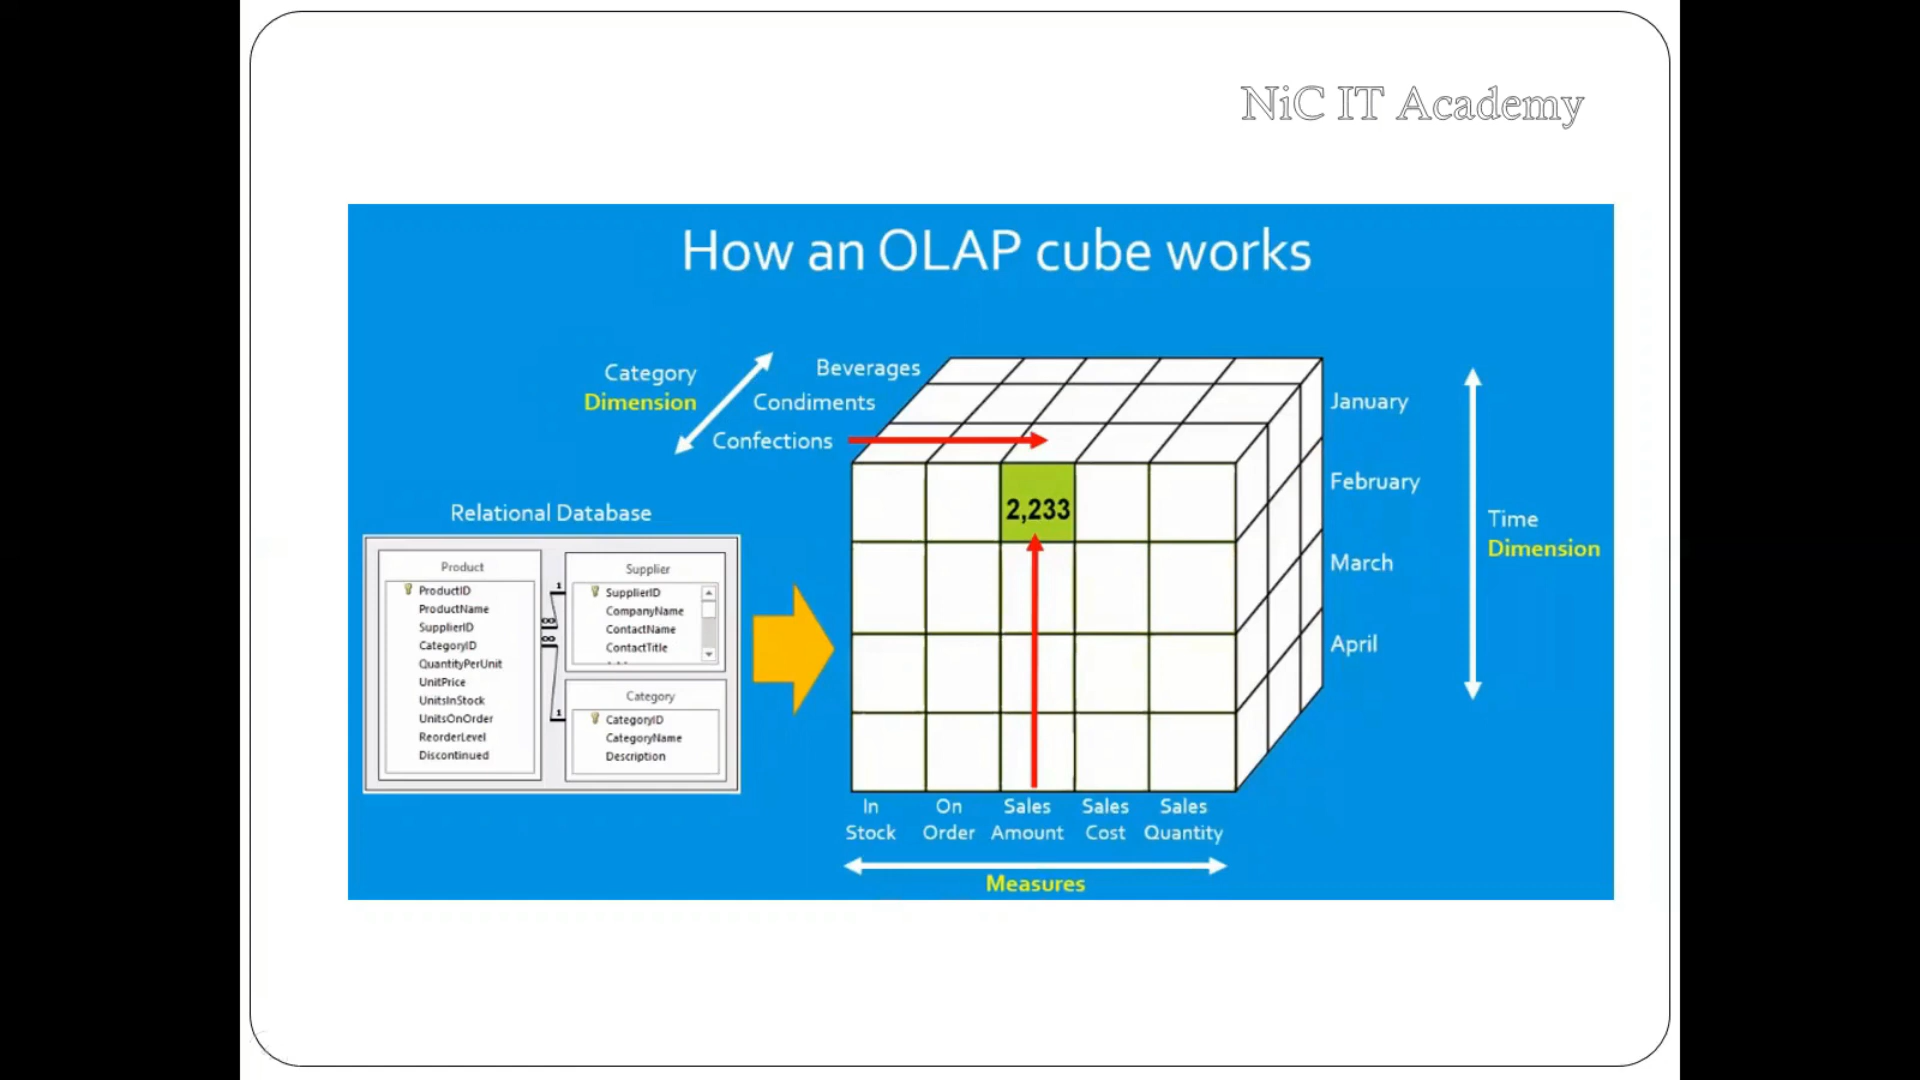 NiC IT Academy
How an OLAP cube works
Category
Dimension
Beverages
Condiments
Confections
January
February
March
April
Time
Dimension
2,233
Relational Database
Product
ProductID
ProductName
SupplierID
CategoryID
QuantityPerUnit
UnitPrice
UnitsInStock
UnitsOnOrder
ReorderLevel
Discontinued
1
∞
∞
1
Supplier
SupplierID
CompanyName
ContactName
ContactTitle
Category
CategoryID
CategoryName
Description
In Stock
On Order
Sales Amount
Sales Cost
Sales Quantity
Measures